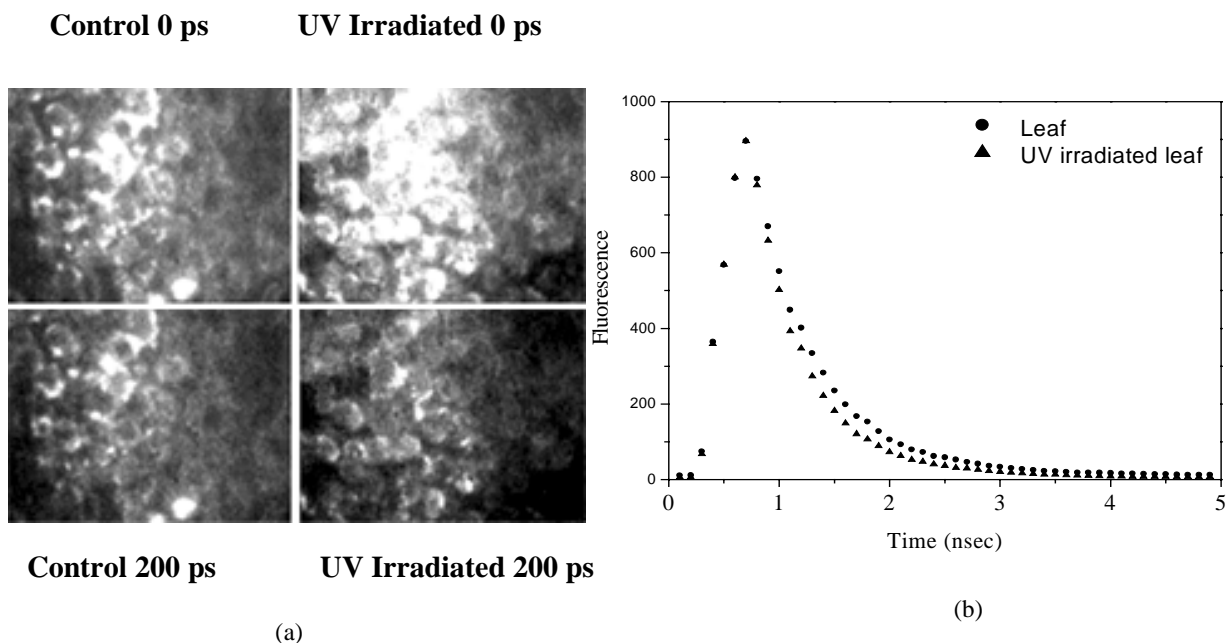 Control 0 ps
UV Irradiated 0 ps
Control 200 ps
UV Irradiated 200 ps
(a)
1000
800
600
400
200
0
Fluorescence
Leaf
UV irradiated leaf
0 1 2 3 4 5
Time (nsec)
(b)